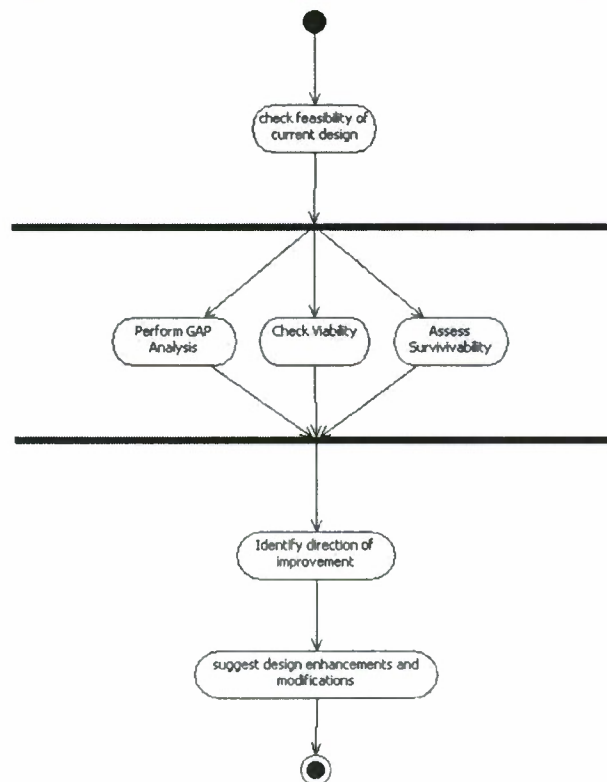 check feasibility of
current design
Perform GAP
Analysis
Check Viability
Assess
Survivivability
Identify direction of
improvement
suggest design enhancements and
modifications